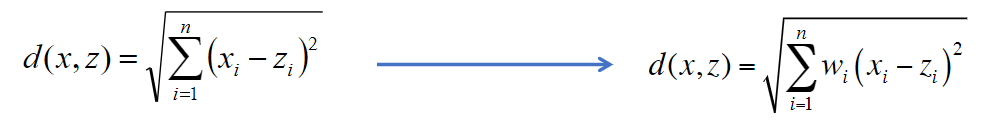 d(x,z) = √(∑_{i=1}^{n} (x_i − z_i)^2) → d(x,z) = √(∑_{i=1}^{n} w_i (x_i − z_i)^2)